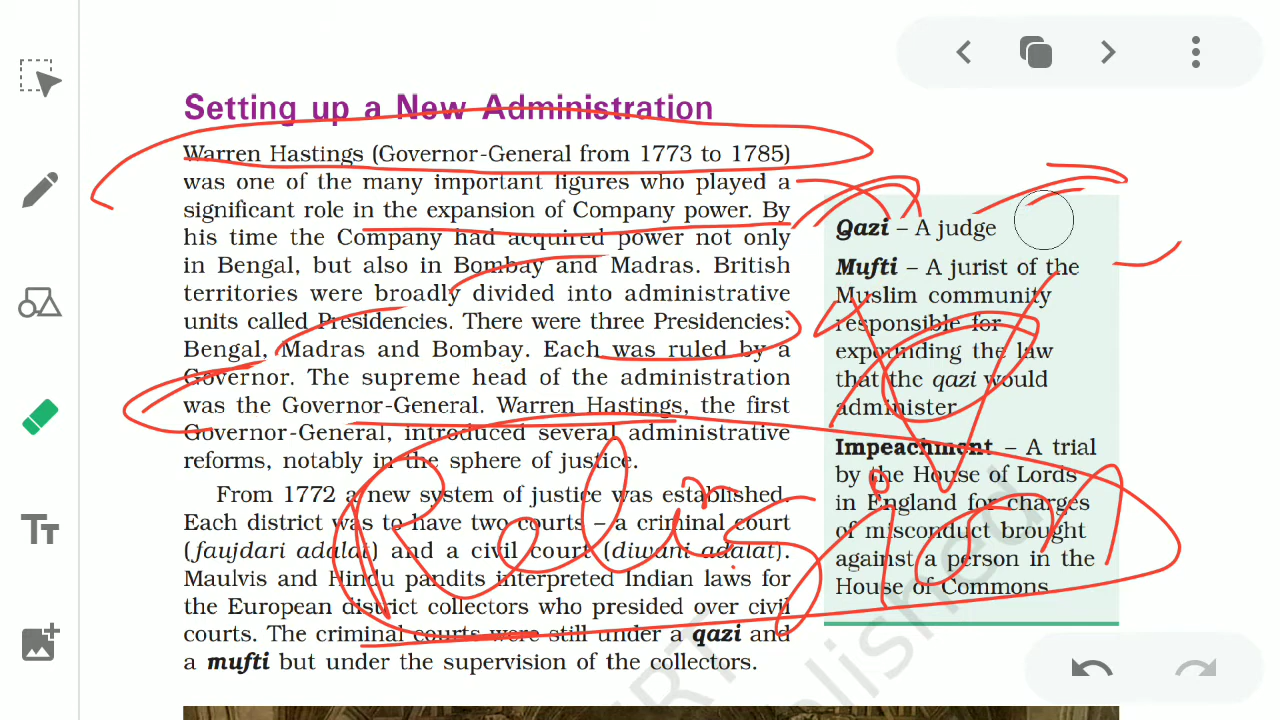 Setting up a New Administration
Warren Hastings (Governor-General from 1773 to 1785)
was one of the many important figures who played a
significant role in the expansion of Company power. By
his time the Company had acquired power not only
in Bengal, but also in Bombay and Madras. British
territories were broadly divided into administrative
units called Presidencies. There were three Presidencies:
Bengal, Madras and Bombay. Each was ruled by a
Governor. The supreme head of the administration
was the Governor-General. Warren Hastings, the first
Governor-General, introduced several administrative
reforms, notably in the sphere of justice.
From 1772 a new system of justice was established.
Each district was to have two courts – a criminal court
(faujdari adalat) and a civil court (diwani adalat).
Maulvis and Hindu pandits interpreted Indian laws for
the European district collectors who presided over civil
courts. The criminal courts were still under a qazi and
a mufti but under the supervision of the collectors.
Qazi – A judge
Mufti – A jurist of the
Muslim community
responsible for
expounding the law
that the qazi would
administer
Impeachment – A trial
by the House of Lords
in England for charges
of misconduct brought
against a person in the
House of Commons
Tт